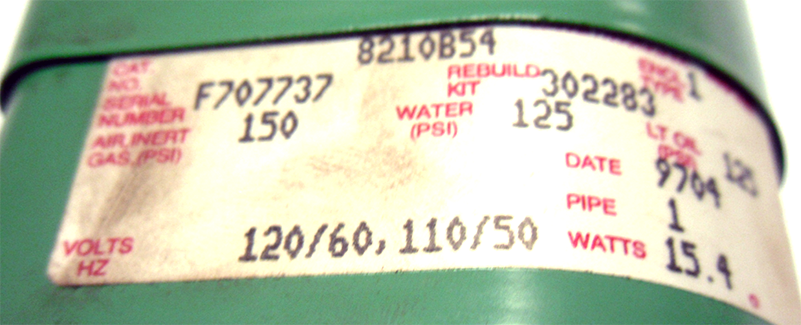 CAT. NO. 8210B54 ENCL. TYPE 1
SERIAL NUMBER F707737 REBUILD KIT 302283
AIR, INERT GAS, (PSI) 150 WATER (PSI) 125 LT OIL (PSI) 125
DATE 9704
PIPE 1
VOLTS HZ 120/60, 110/50 WATTS 15.4